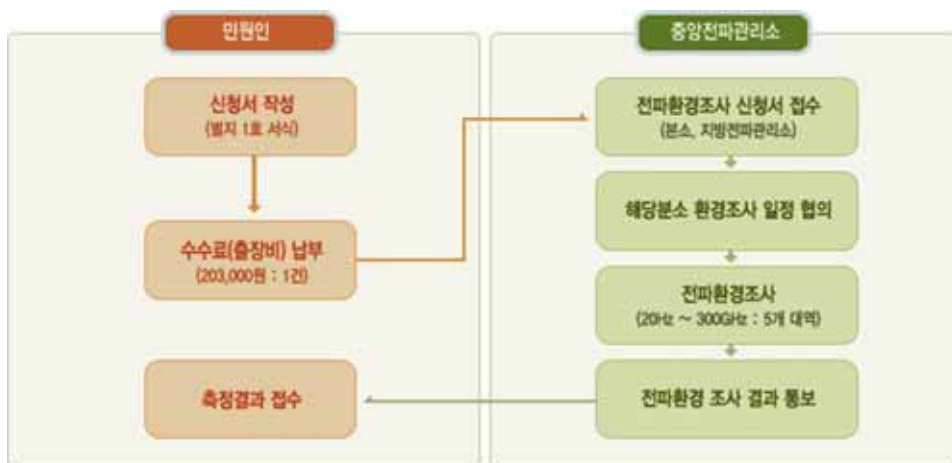 민원인
신청서 작성
(별지 1호 서식)
수수료(출장비) 납부
(203,000원 : 1건)
측정결과 접수
중앙전파관리소
전파환경조사 신청서 접수
(분소, 지방전파관리소)
해당분소 환경조사 일정 협의
전파환경조사
(20Hz ~ 300GHz : 5개 대역)
전파환경 조사 결과 통보